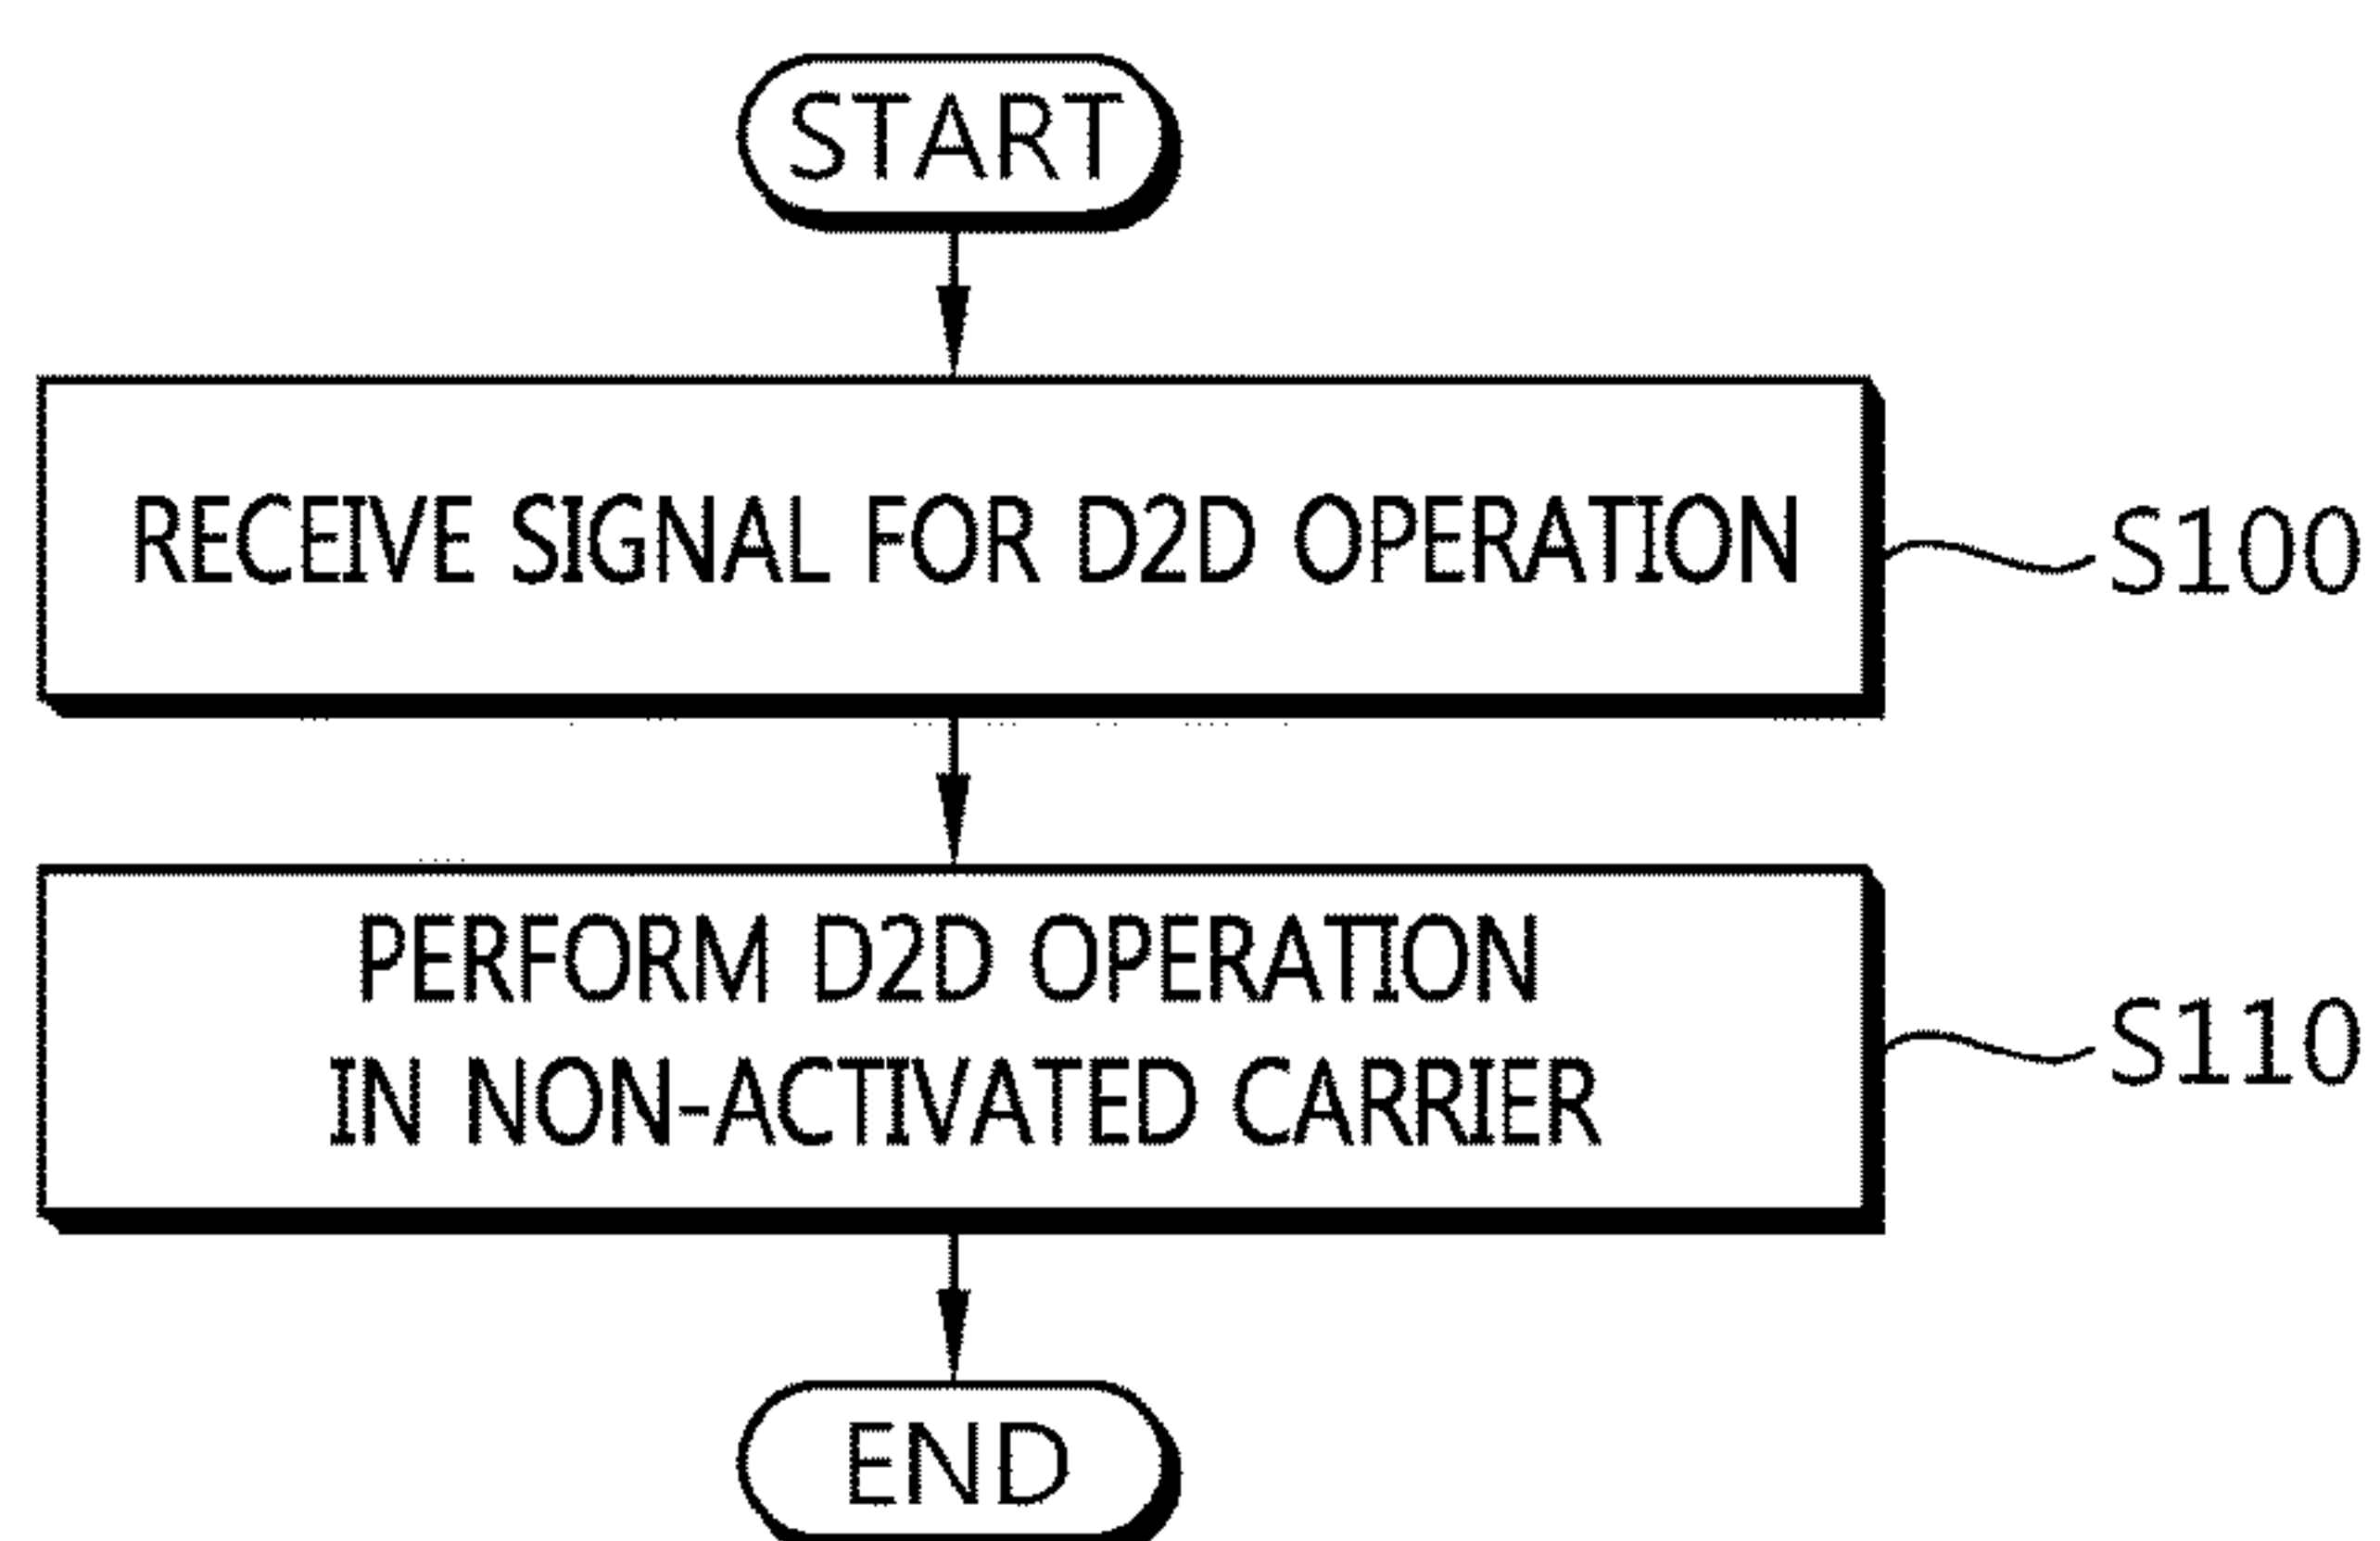 START
RECEIVE SIGNAL FOR D2D OPERATION
S100
PERFORM D2D OPERATION
IN NON-ACTIVATED CARRIER
S110
END